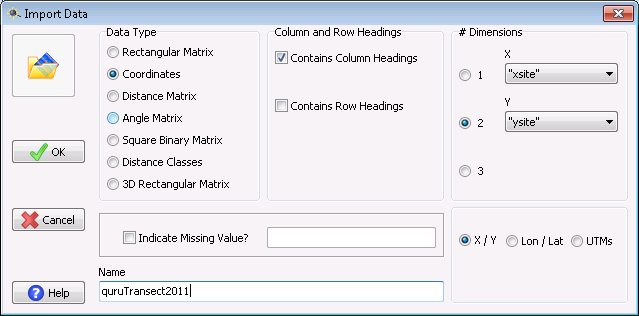 Import Data
Data Type
Rectangular Matrix
Coordinates
Distance Matrix
Angle Matrix
Square Binary Matrix
Distance Classes
3D Rectangular Matrix
Column and Row Headings
Contains Column Headings
Contains Row Headings
# Dimensions
X
1
"xsite"
Y
2
"ysite"
3
OK
Cancel
Help
Indicate Missing Value?
X / Y
Lon / Lat
UTMs
Name
quruTransect2011